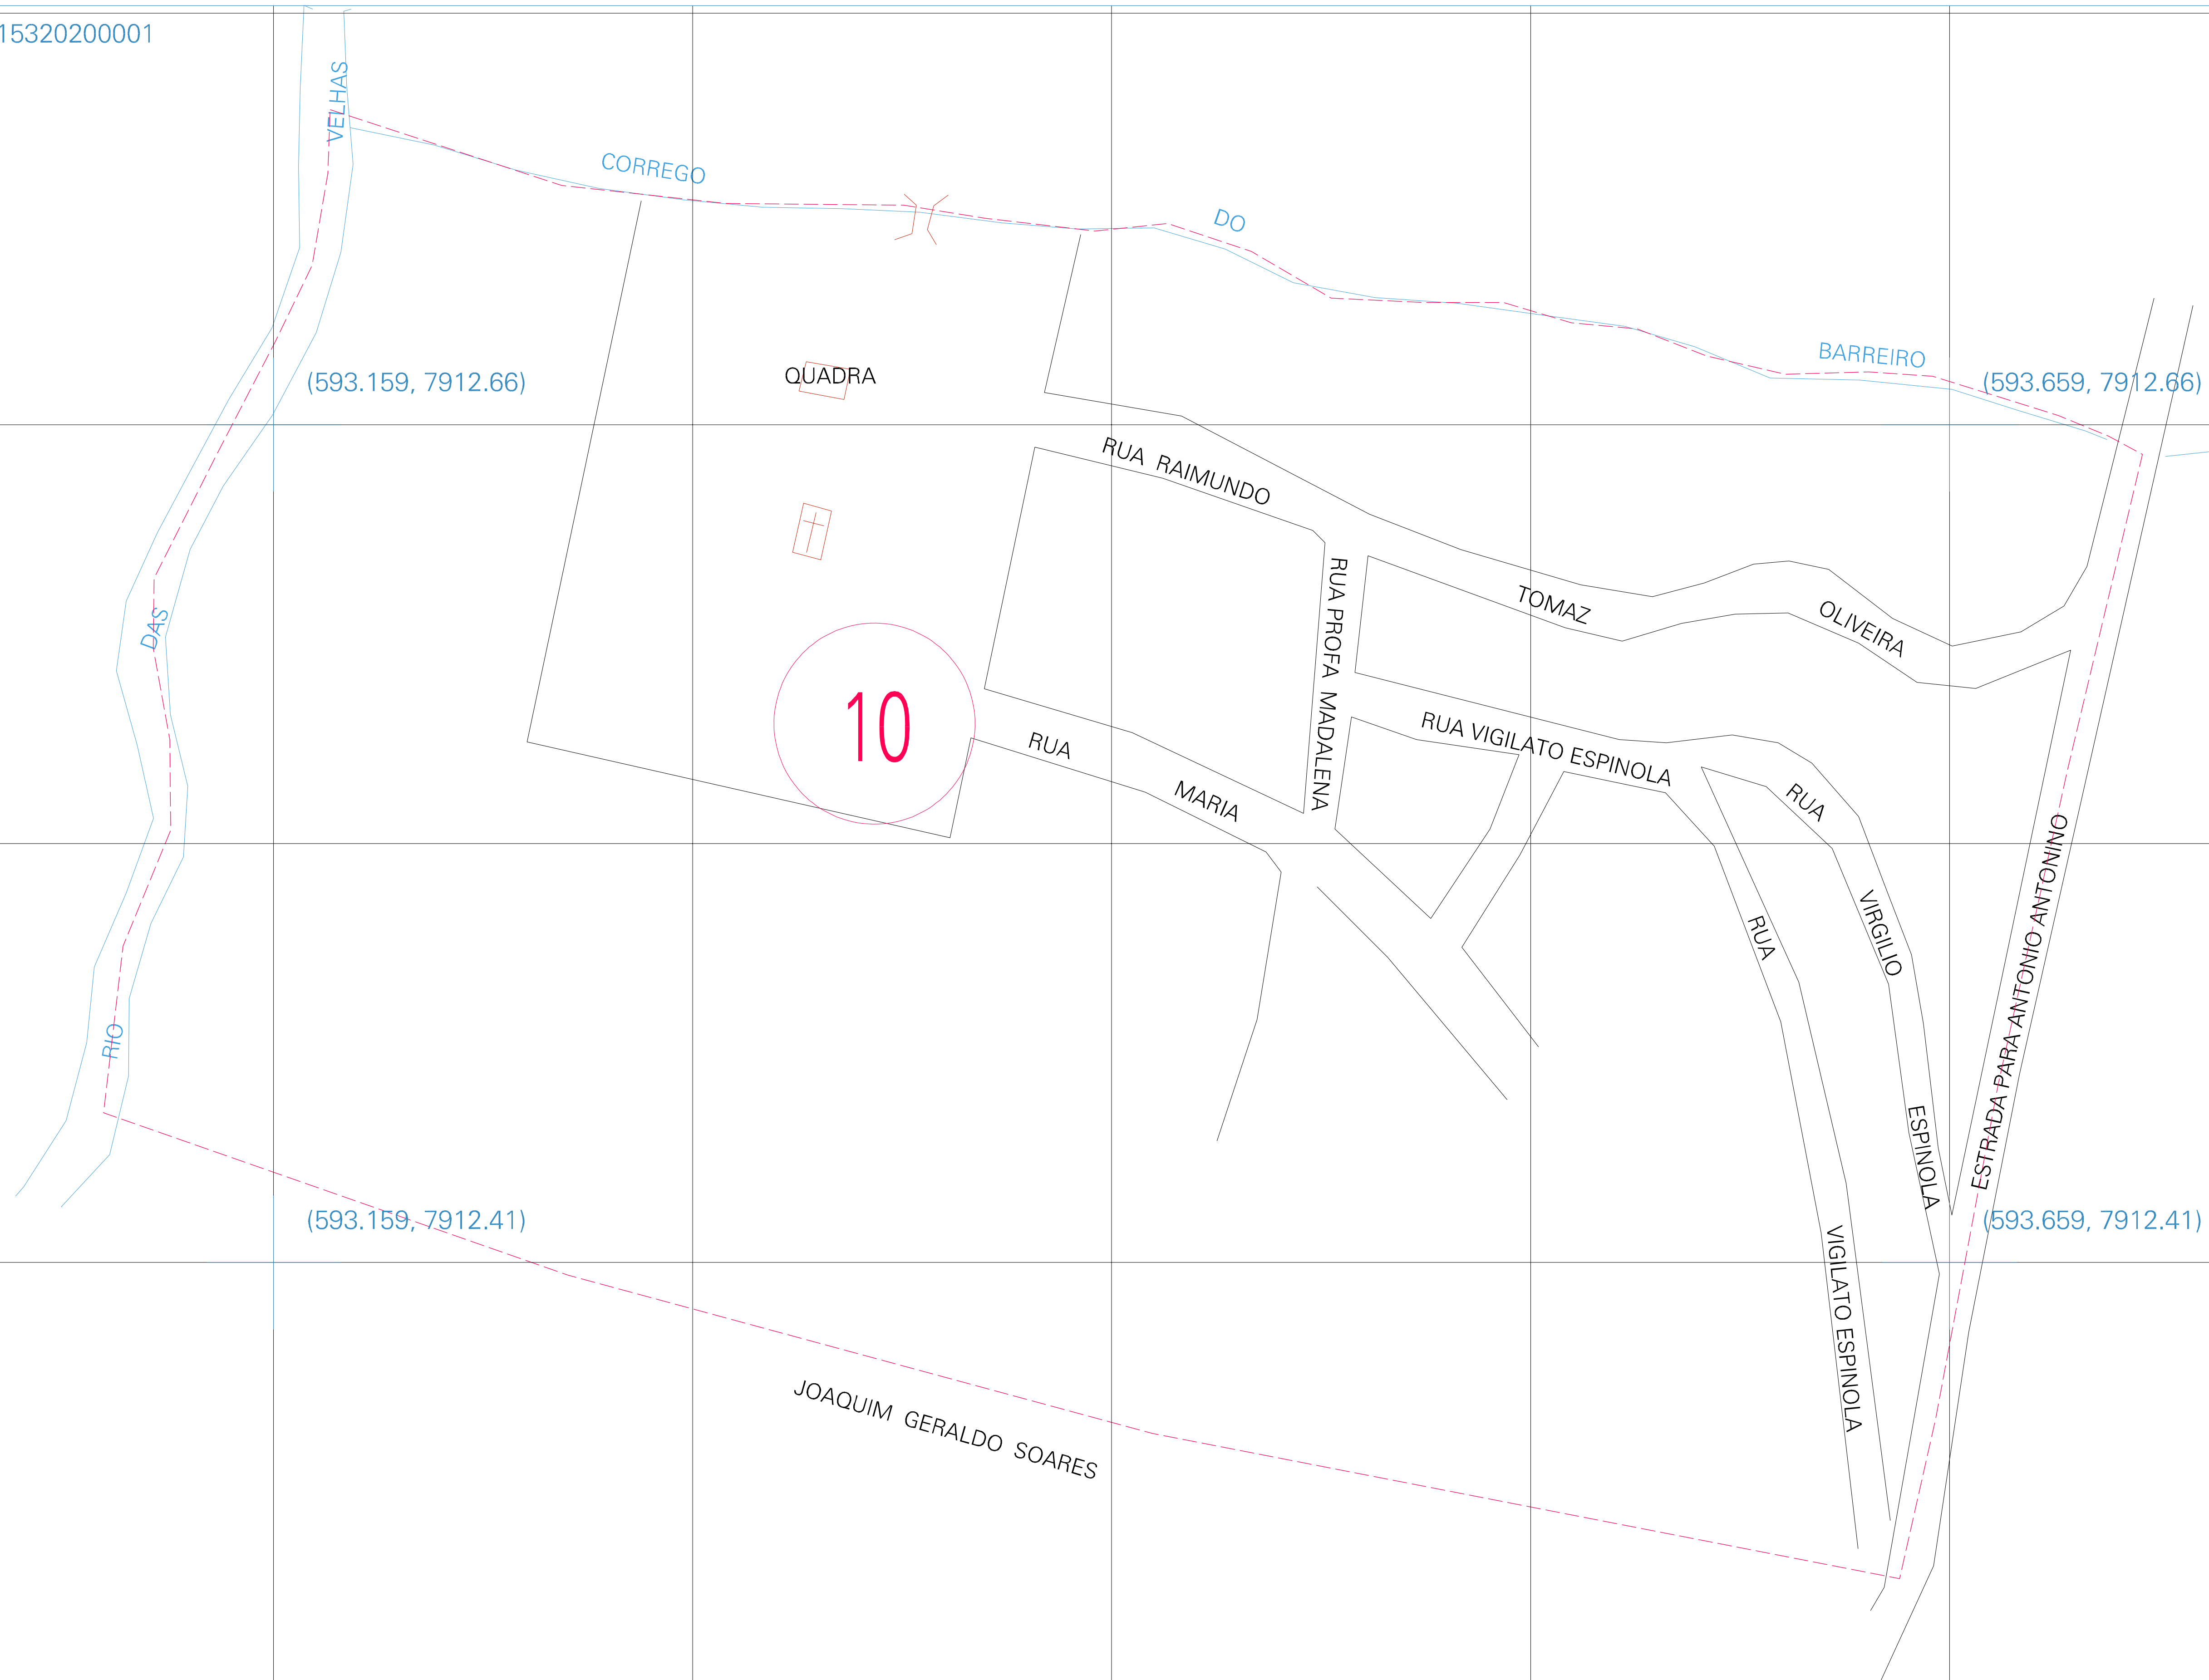 15320200001
VELHAS
CORREGO
DO
BARREIRO
(593.159, 7912.66)
(593.659, 7912.66)
QUADRA
RUA RAIMUNDO
TOMAZ
OLIVEIRA
RUA PROFA MADALENA
DAS
10
RUA
MARIA
RUA VIGILATO ESPINOLA
RUA
VIRGILIO
ESPINOLA
RUA
VIGILATO ESPINOLA
ESTRADA PARA ANTONIO ANTONINO
RIO
(593.159, 7912.41)
(593.659, 7912.41)
JOAQUIM GERALDO SOARES